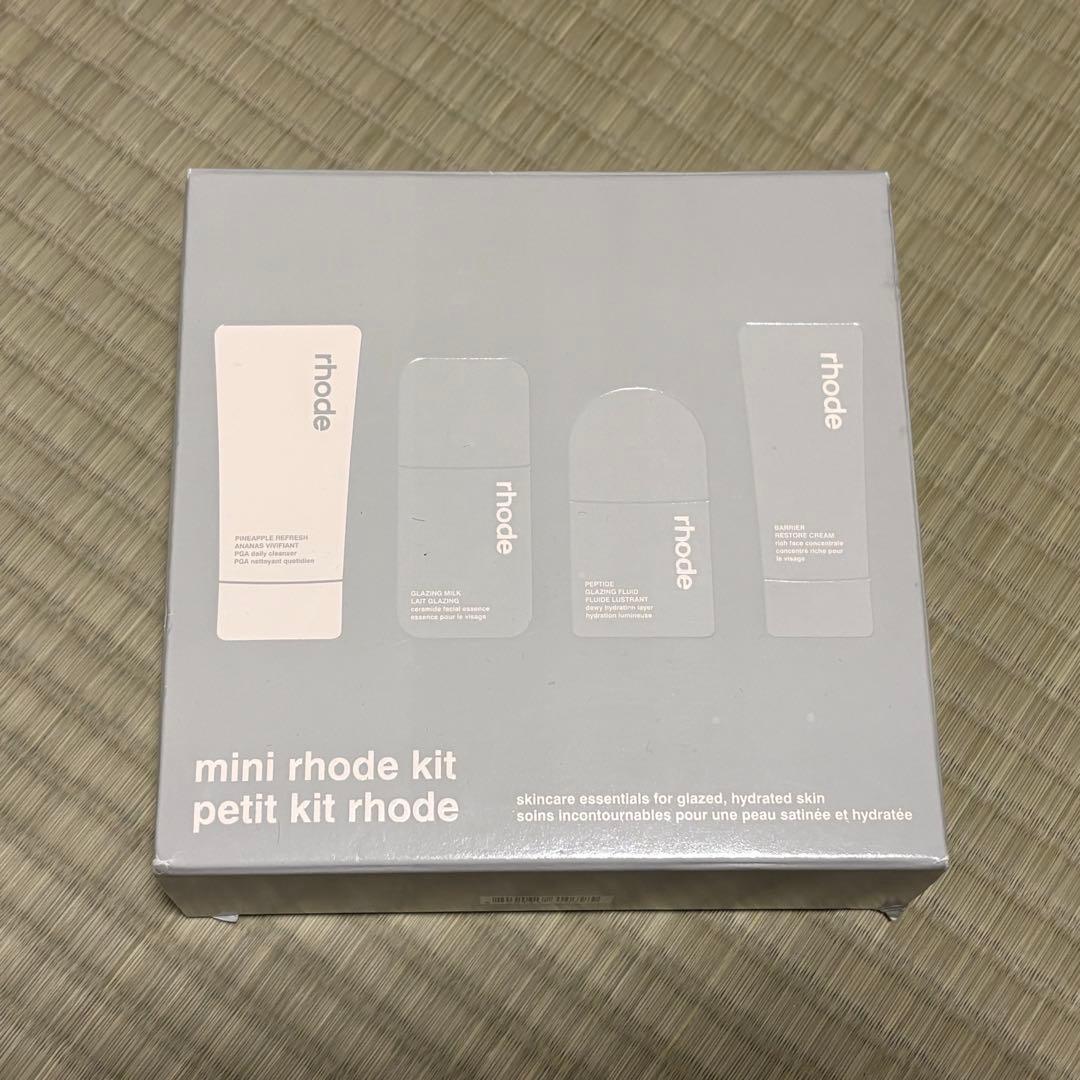 rhode
PINEAPPLE REFRESH
ANANAS VIVIFIANT
PGA daily cleanser
PGA nettoyant quotidien
rhode
GLAZING MILK
LAIT GLAZING
ceramide facial essence
essence pour le visage
rhode
PEPTIDE
GLAZING FLUID
FLUIDE LUSTRANT
dewy hydration layer
hydration lumineuse
rhode
BARRIER
RESTORE CREAM
rich face concentrate
concentré riche pour
le visage
mini rhode kit
petit kit rhode
skincare essentials for glazed, hydrated skin
soins incontournables pour une peau satinée et hydratée